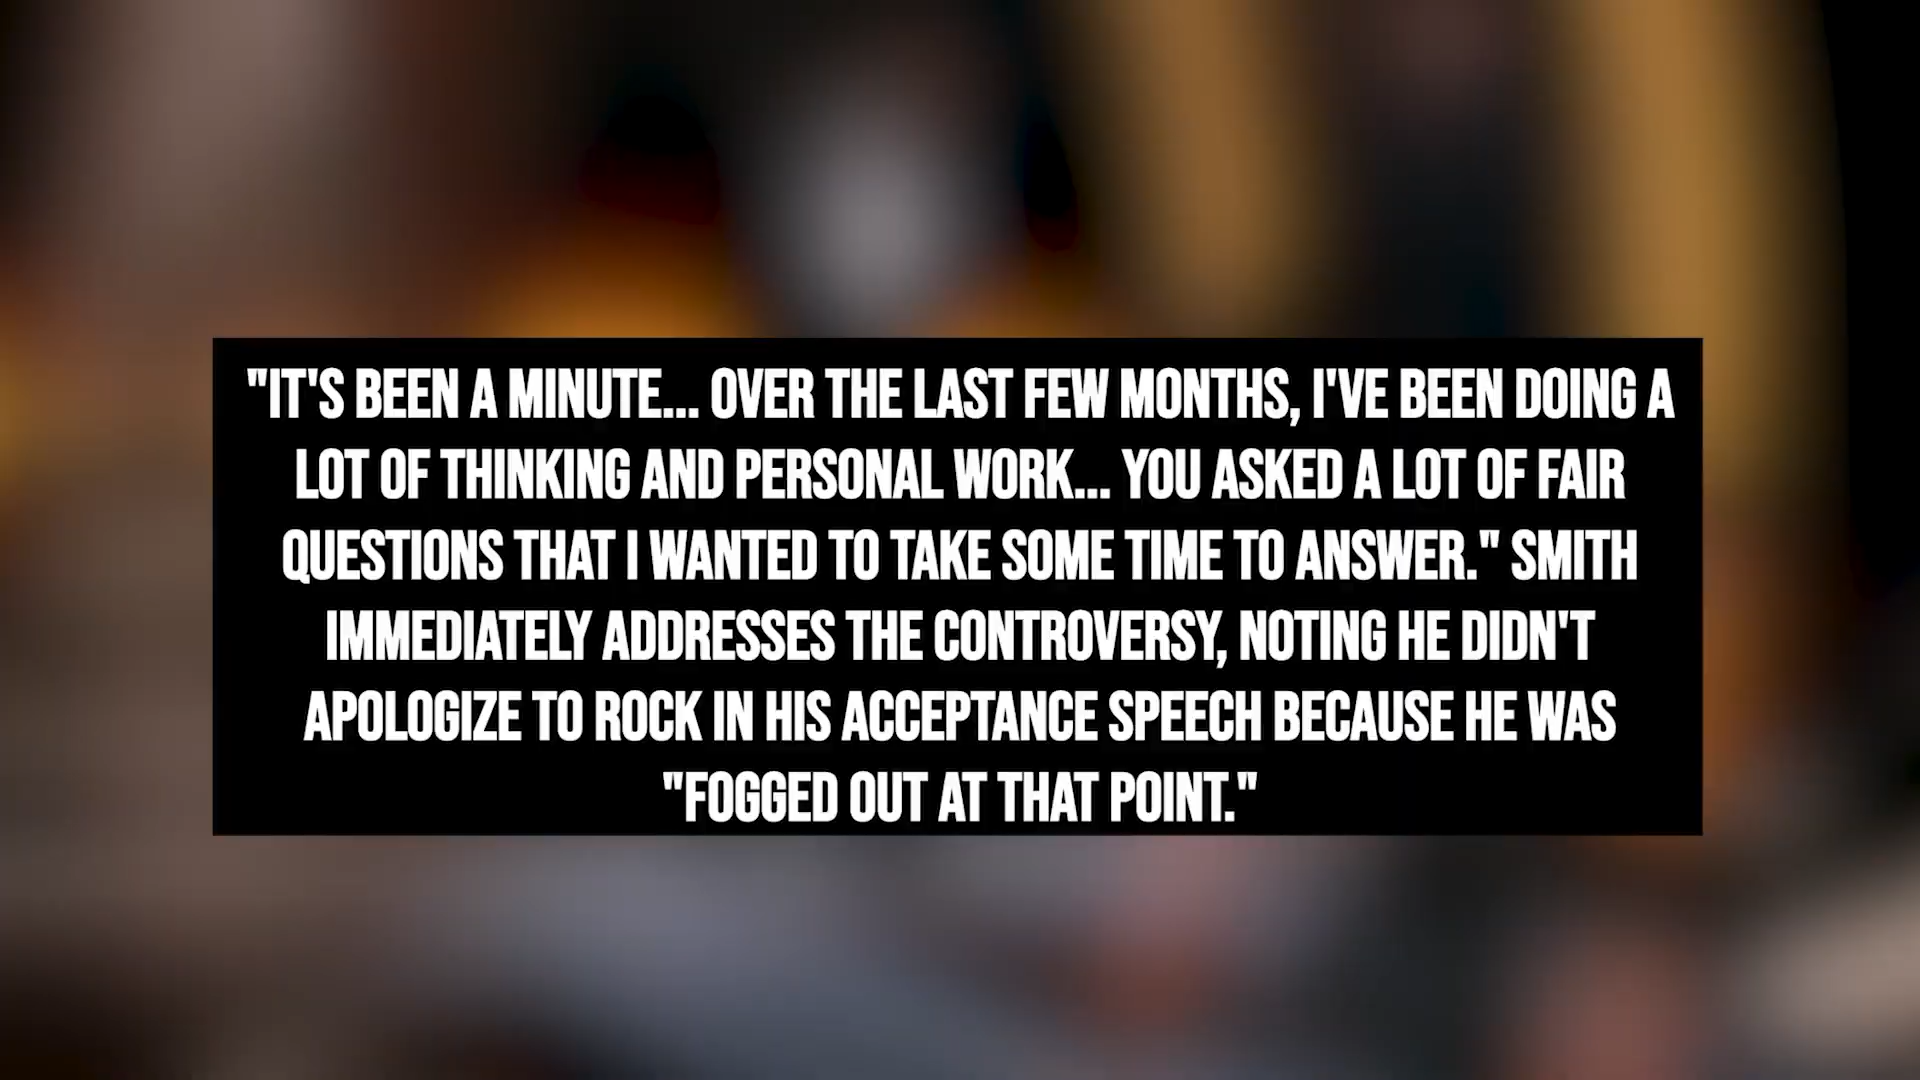 "IT'S BEEN A MINUTE... OVER THE LAST FEW MONTHS, I'VE BEEN DOING A
LOT OF THINKING AND PERSONAL WORK... YOU ASKED A LOT OF FAIR
QUESTIONS THAT I WANTED TO TAKE SOME TIME TO ANSWER." SMITH
IMMEDIATELY ADDRESSES THE CONTROVERSY, NOTING HE DIDN'T
APOLOGIZE TO ROCK IN HIS ACCEPTANCE SPEECH BECAUSE HE WAS
"FOGGED OUT AT THAT POINT."